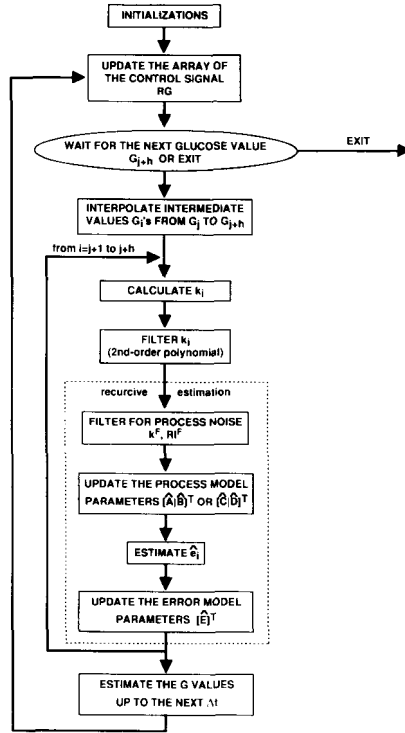 INITIALIZATIONS
UPDATE THE ARRAY OF
THE CONTROL SIGNAL
RG
WAIT FOR THE NEXT GLUCOSE VALUE
G_{j+h} OR EXIT
EXIT
INTERPOLATE INTERMEDIATE
VALUES G_i's FROM G_j TO G_{j+h}
from i=j+1 to j+h
CALCULATE k_i
FILTER k_i
(2nd-order polynomial)
recurcive estimation
FILTER FOR PROCESS NOISE
k^F, RI^F
UPDATE THE PROCESS MODEL
PARAMETERS [Â|B̂]^T OR [Ĉ|D̂]^T
ESTIMATE ê_i
UPDATE THE ERROR MODEL
PARAMETERS [Ê]^T
ESTIMATE THE G VALUES
UP TO THE NEXT Δt